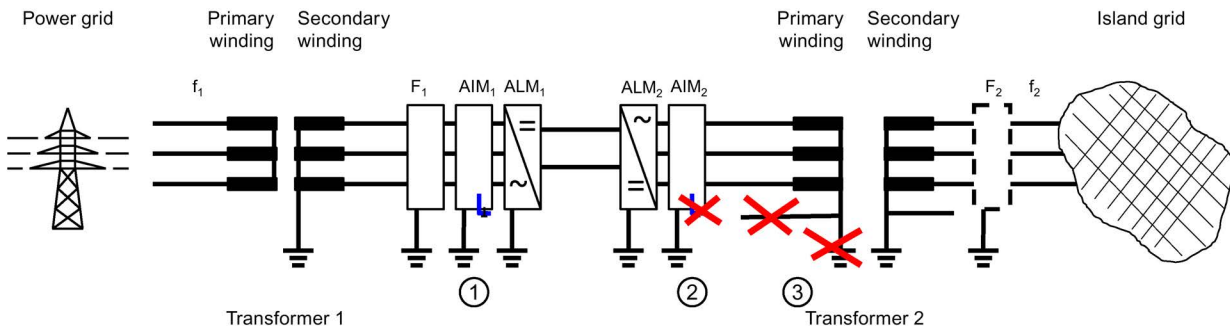 Power grid
Primary
winding
Secondary
winding
Primary
winding
Secondary
winding
Island grid
f₁
F₁
AIM₁
ALM₁
ALM₂
AIM₂
F₂
f₂
=
~
~
=
1
2
3
Transformer 1
Transformer 2